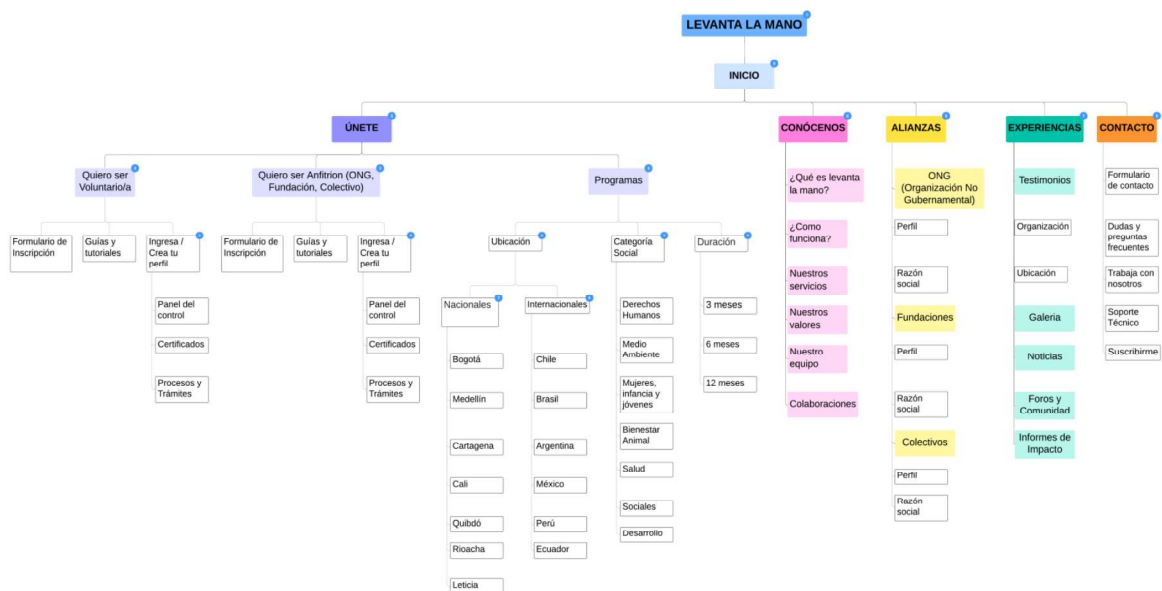 LEVANTA LA MANO
INICIO
ÚNETE
CONÓCENOS
ALIANZAS
EXPERIENCIAS
CONTACTO
Quiero ser
Voluntario/a
Quiero ser Anfitrion (ONG,
Fundación, Colectivo)
Programas
Formulario de
Inscripción
Guías y
tutoriales
Ingresa /
Crea tu
perfil
Panel del
control
Certificados
Procesos y
Trámites
Formulario de
Inscripción
Guías y
tutoriales
Ingresa /
Crea tu
perfil
Panel del
control
Certificados
Procesos y
Trámites
Ubicación
Nacionales
Bogotá
Medellín
Cartagena
Cali
Quibdó
Rioacha
Leticia
Internacionales
Chile
Brasil
Argentina
México
Perú
Ecuador
Categoría
Social
Derechos
Humanos
Medio
Ambiente
Mujeres,
infancia y
jóvenes
Bienestar
Animal
Salud
Sociales
Desarrollo
Duración
3 meses
6 meses
12 meses
¿Qué es levanta
la mano?
¿Como
funciona?
Nuestros
servicios
Nuestros
valores
Nuestro
equipo
Colaboraciones
ONG
(Organización No
Gubernamental)
Perfil
Razón
social
Fundaciones
Perfil
Razón
social
Colectivos
Perfil
Razón
social
Testimonios
Organización
Ubicación
Galeria
Noticias
Foros y
Comunidad
Informes de
Impacto
Formulario
de contacto
Dudas y
preguntas
frecuentes
Trabaja con
nosotros
Soporte
Técnico
Suscribirme